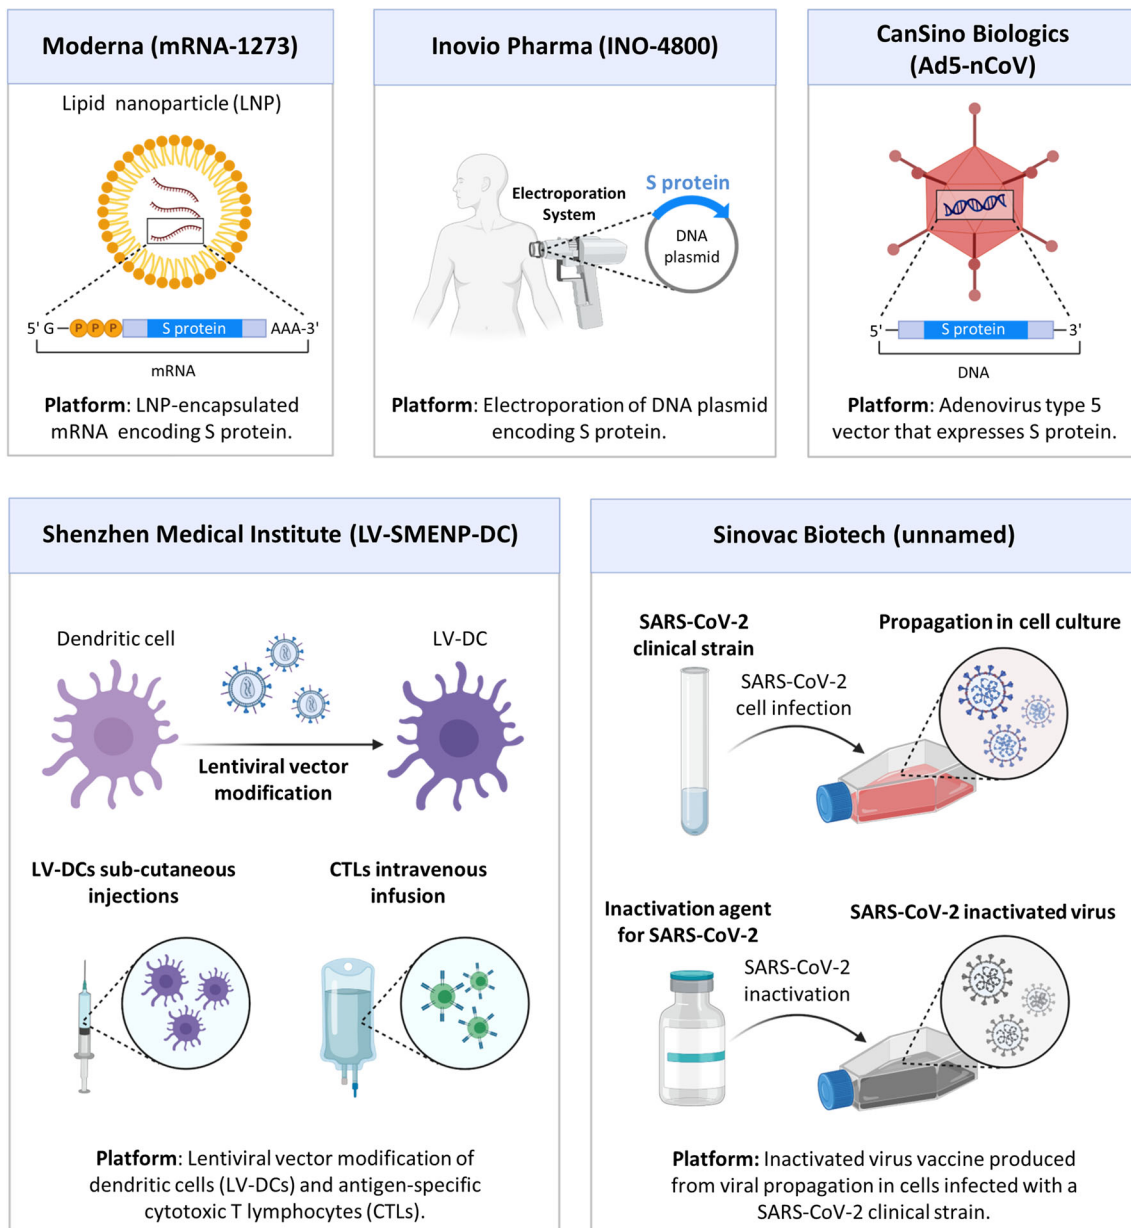 Moderna (mRNA-1273)
Lipid nanoparticle (LNP)
5' G
P P P
S protein
AAA-3'
mRNA
Platform: LNP-encapsulated
mRNA encoding S protein.
Inovio Pharma (INO-4800)
Electroporation
System
S protein
DNA
plasmid
Platform: Electroporation of DNA plasmid
encoding S protein.
CanSino Biologics
(Ad5-nCoV)
5'
S protein
3'
DNA
Platform: Adenovirus type 5
vector that expresses S protein.
Shenzhen Medical Institute (LV-SMENP-DC)
Dendritic cell
LV-DC
Lentiviral vector
modification
LV-DCs sub-cutaneous
injections
CTLs intravenous
infusion
Platform: Lentiviral vector modification of
dendritic cells (LV-DCs) and antigen-specific
cytotoxic T lymphocytes (CTLs).
Sinovac Biotech (unnamed)
SARS-CoV-2
clinical strain
SARS-CoV-2
cell infection
Propagation in cell culture
Inactivation agent
for SARS-CoV-2
SARS-CoV-2
inactivation
SARS-CoV-2 inactivated virus
Platform: Inactivated virus vaccine produced
from viral propagation in cells infected with a
SARS-CoV-2 clinical strain.